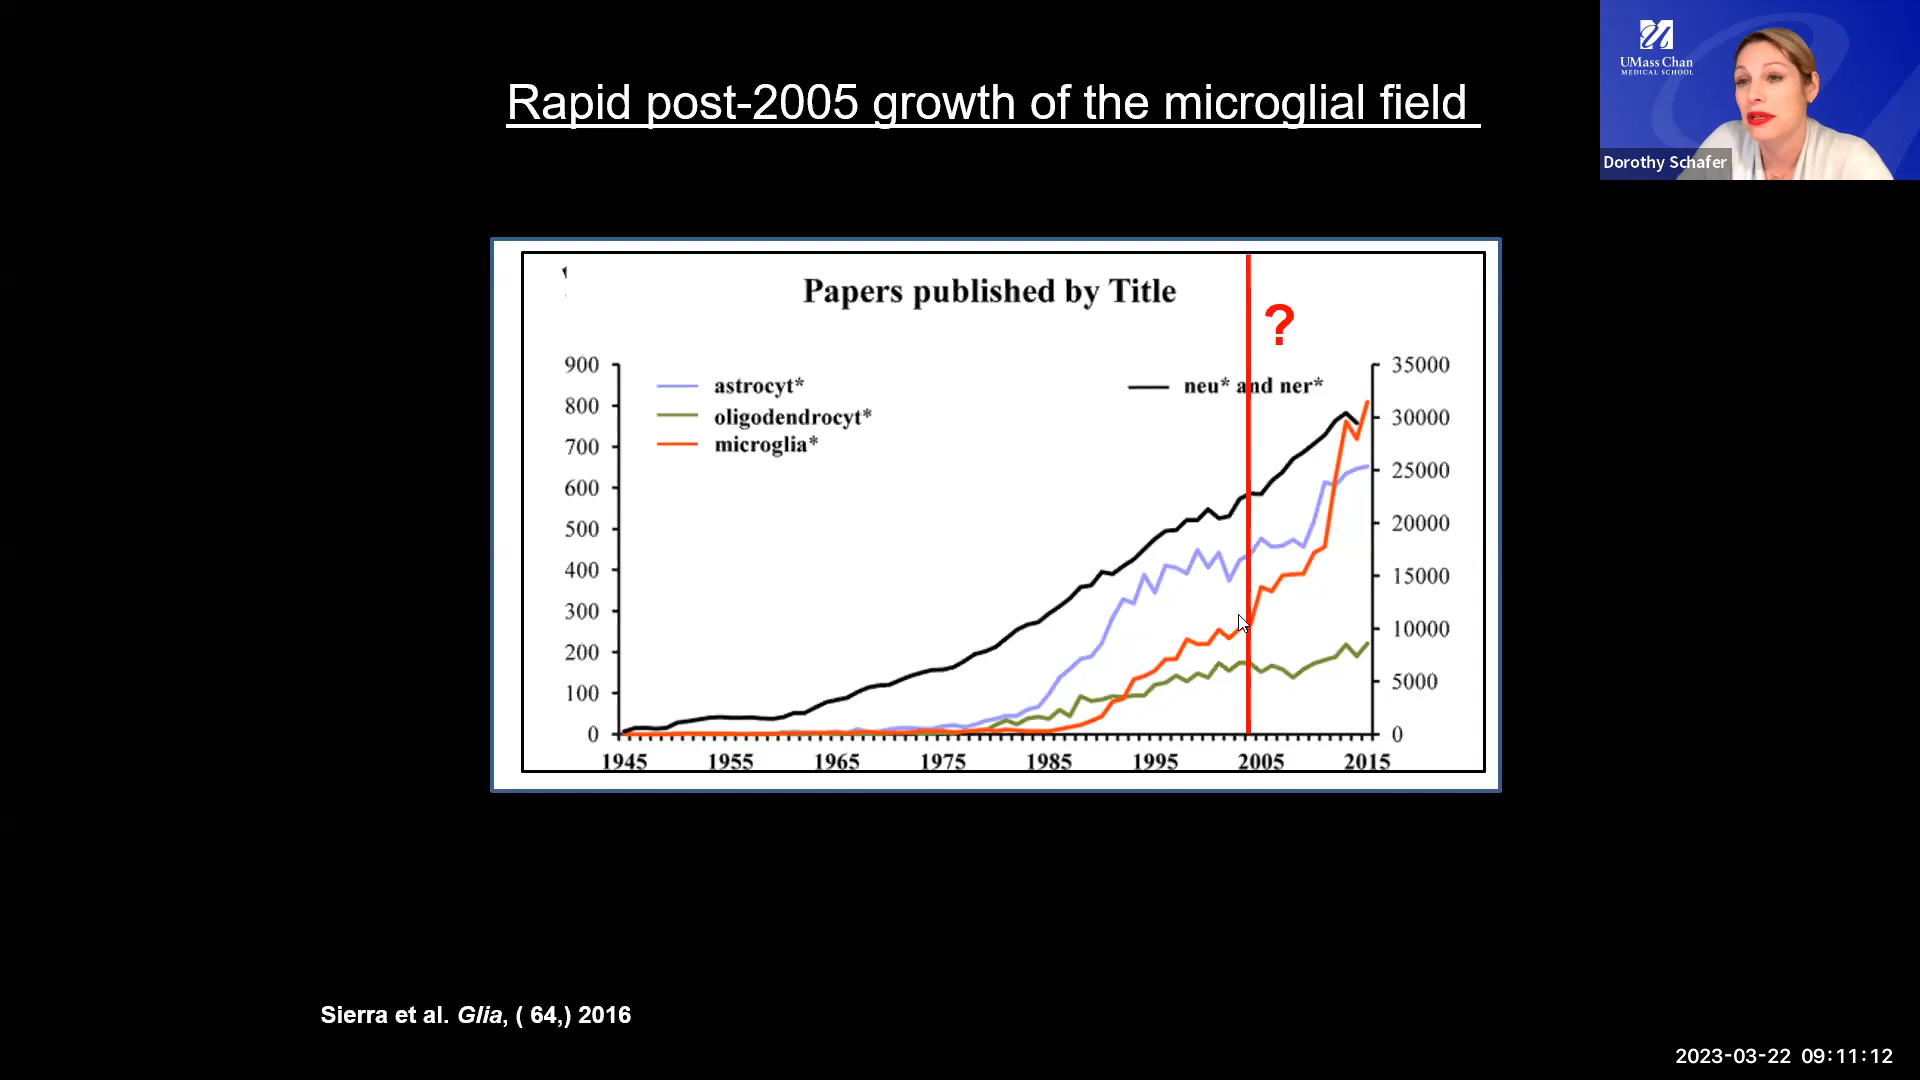 UMass Chan
MEDICAL SCHOOL
Dorothy Schafer
Rapid post-2005 growth of the microglial field
Papers published by Title
?
900
800
700
600
500
400
300
200
100
0
astrocyt*
oligodendrocyt*
microglia*
neu* and ner*
35000
30000
25000
20000
15000
10000
5000
0
1945 1955 1965 1975 1985 1995 2005 2015
Sierra et al. Glia, ( 64,) 2016
2023-03-22 09:11:12